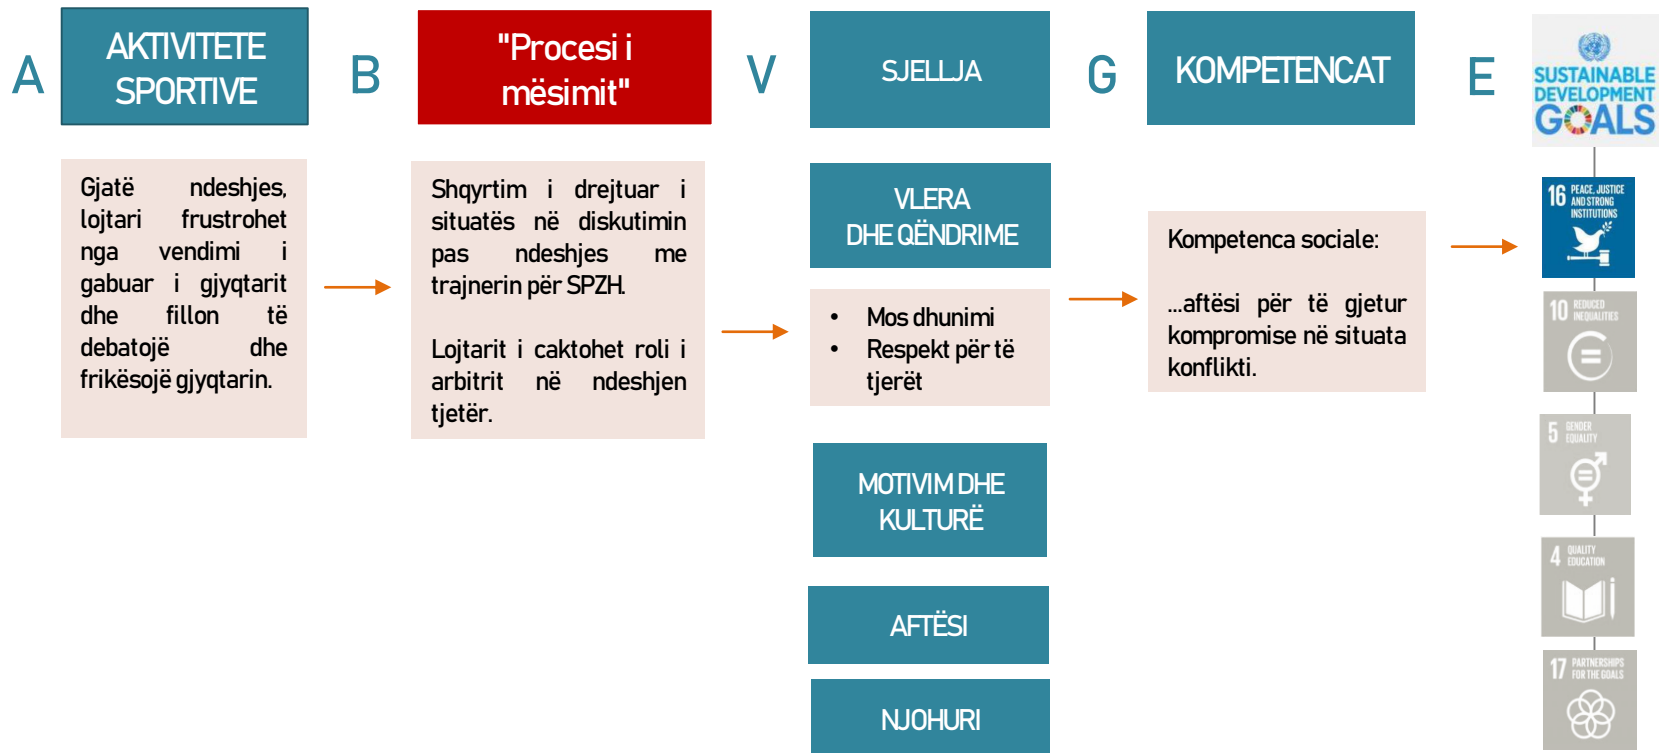 A
AKTIVITETE
SPORTIVE
B
"Procesi i
mësimit"
V
SJELLJA
G
KOMPETENCAT
E
SUSTAINABLE
DEVELOPMENT
GOALS
Gjatë ndeshjes,
lojtari frustrohet
nga vendimi i
gabuar i gjyqtarit
dhe fillon të
debatojë dhe
frikësojë gjyqtarin.
Shqyrtim i drejtuar i
situatës në diskutimin
pas ndeshjes me
trajnerin për SPZH.
Lojtarit i caktohet roli i
arbitrit në ndeshjen
tjetër.
VLERA
DHE QËNDRIME
• Mos dhunimi
• Respekt për të
tjerët
MOTIVIM DHE
KULTURË
AFTËSI
NJOHURI
Kompetenca sociale:
...aftësi për të gjetur
kompromise në situata
konflikti.
16 PEACE, JUSTICE
AND STRONG
INSTITUTIONS
10 REDUCED
INEQUALITIES
5 GENDER
EQUALITY
4 QUALITY
EDUCATION
17 PARTNERSHIPS
FOR THE GOALS